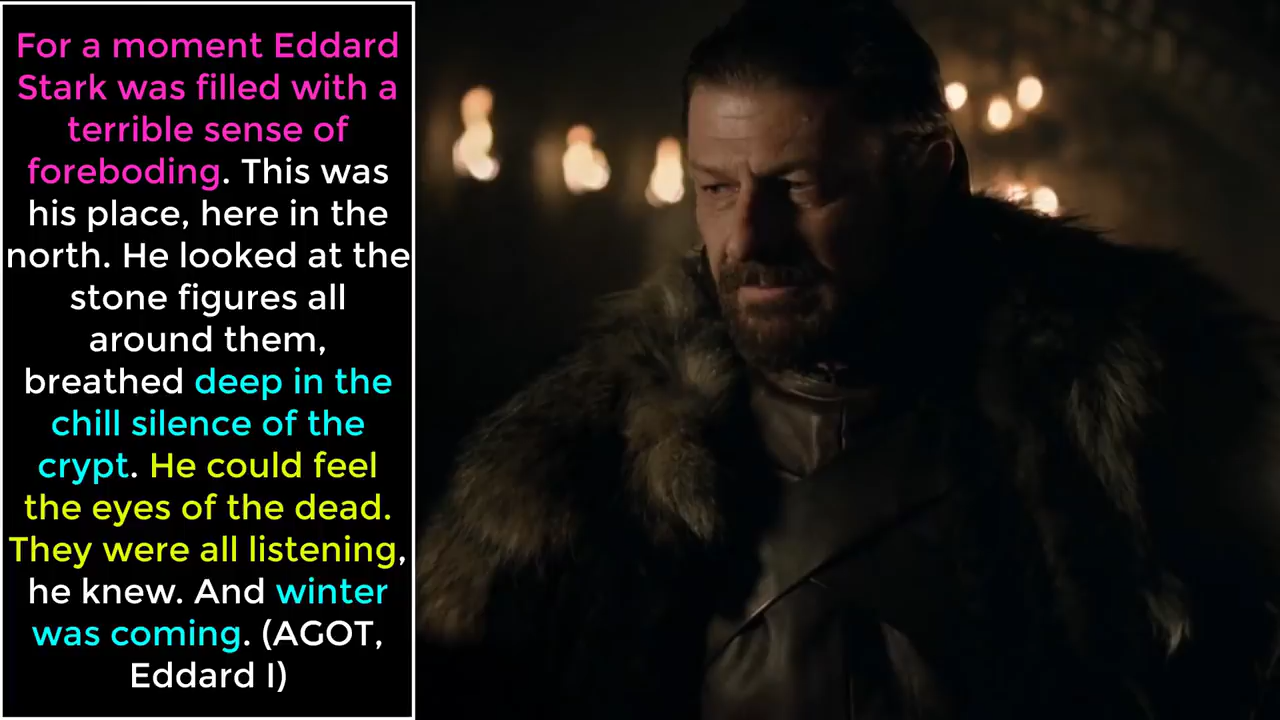 For a moment Eddard
Stark was filled with a
terrible sense of
foreboding. This was
his place, here in the
north. He looked at the
stone figures all
around them,
breathed deep in the
chill silence of the
crypt. He could feel
the eyes of the dead.
They were all listening,
he knew. And winter
was coming. (AGOT,
Eddard I)